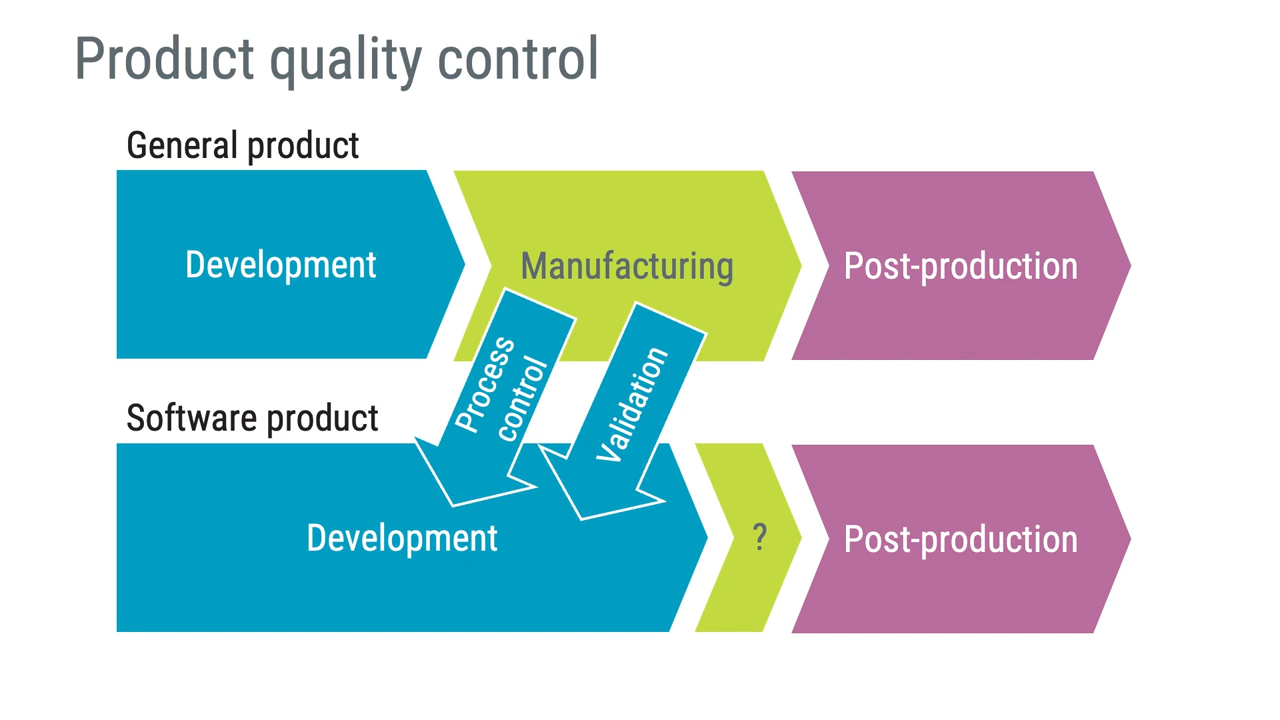 Product quality control
General product
Development
Manufacturing
Post-production
Process
control
Validation
Software product
Development
?
Post-production